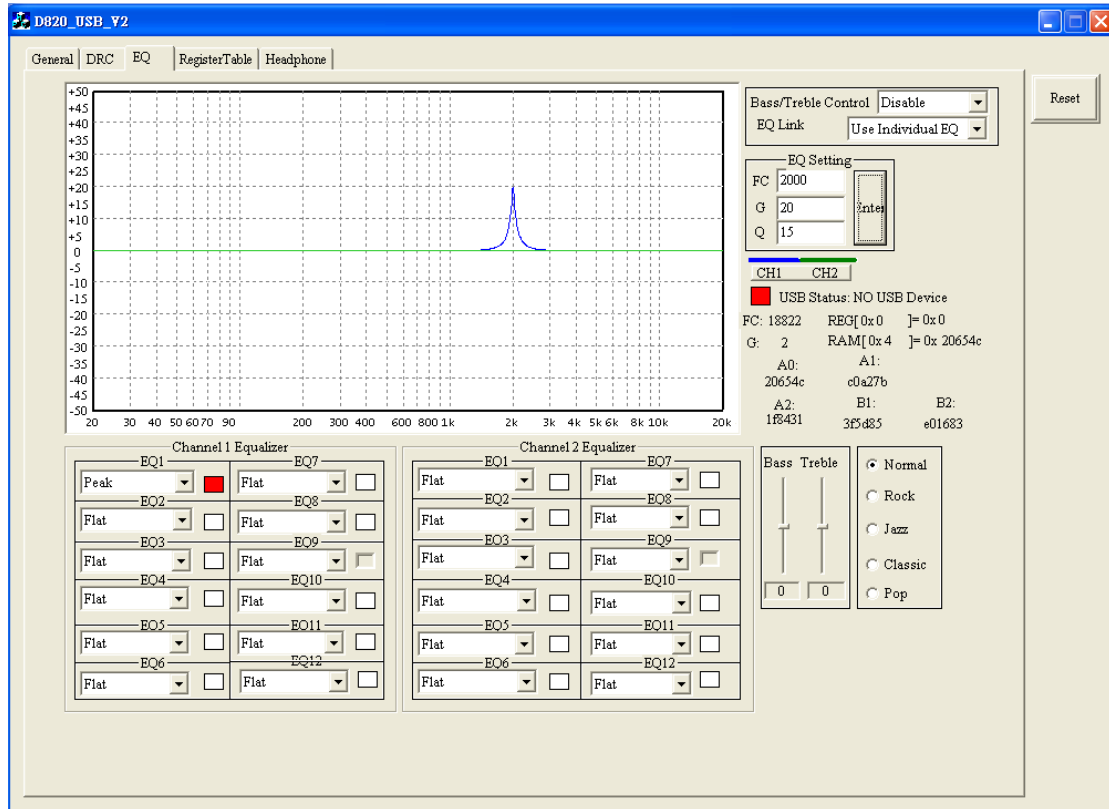 D820_USB_V2
General DRC EQ RegisterTable Headphone
Reset
+50
+45
+40
+35
+30
+25
+20
+15
+10
+5
0
-5
-10
-15
-20
-25
-30
-35
-40
-45
-50
20 30 40 50 60 70 90 200 300 400 600 800 1k 2k 3k 4k 5k 6k 8k 10k 20k
Bass/Treble Control Disable
EQ Link Use Individual EQ
EQ Setting
FC 2000
G 20
Q 15
Enter
CH1 CH2
USB Status: NO USB Device
FC: 18822 REG[ 0x 0 ]= 0x 0
G: 2 RAM[ 0x 4 ]= 0x 20654c
A0: A1:
20654c c0a27b
A2: B1: B2:
1f8431 3f5d85 e01683
Channel 1 Equalizer
EQ1 EQ7
Peak Flat
EQ2 EQ8
Flat Flat
EQ3 EQ9
Flat Flat
EQ4 EQ10
Flat Flat
EQ5 EQ11
Flat Flat
EQ6 EQ12
Flat Flat
Channel 2 Equalizer
EQ1 EQ7
Flat Flat
EQ2 EQ8
Flat Flat
EQ3 EQ9
Flat Flat
EQ4 EQ10
Flat Flat
EQ5 EQ11
Flat Flat
EQ6 EQ12
Flat Flat
Bass Treble
0 0
Normal
Rock
Jazz
Classic
Pop